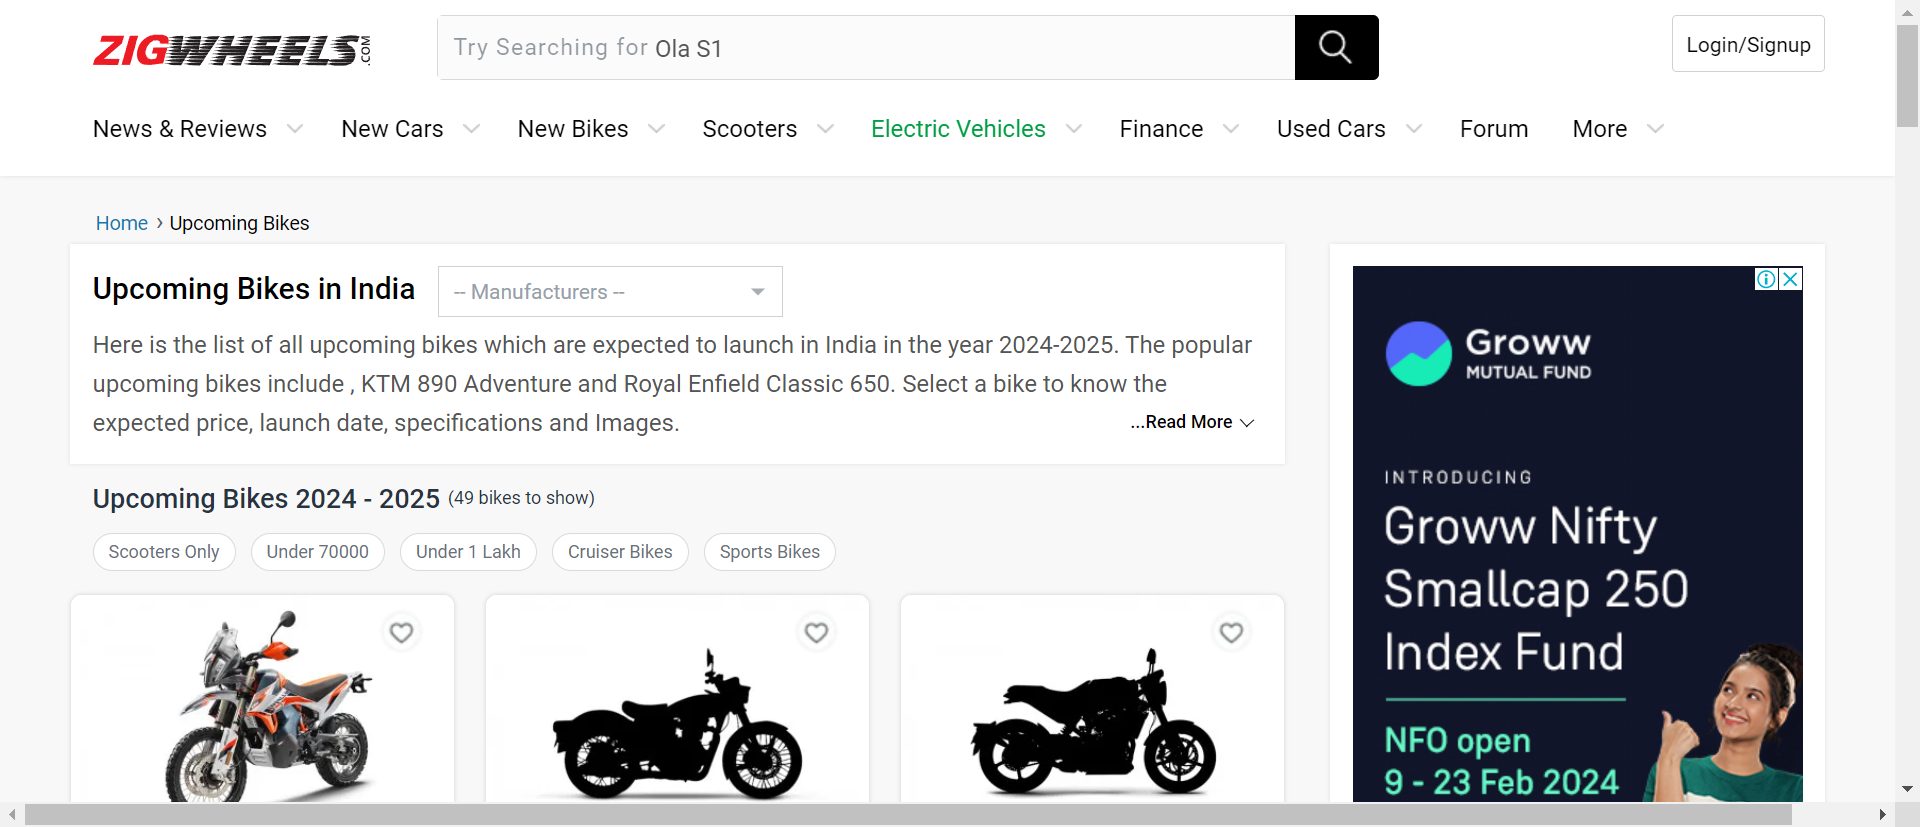 ZIGWHEELS.COM
Try Searching for Ola S1
Login/Signup
News & Reviews New Cars New Bikes Scooters Electric Vehicles Finance Used Cars Forum More
Home › Upcoming Bikes
Upcoming Bikes in India
-- Manufacturers --
Here is the list of all upcoming bikes which are expected to launch in India in the year 2024-2025. The popular
upcoming bikes include , KTM 890 Adventure and Royal Enfield Classic 650. Select a bike to know the
expected price, launch date, specifications and Images.
...Read More
Upcoming Bikes 2024 - 2025 (49 bikes to show)
Scooters Only Under 70000 Under 1 Lakh Cruiser Bikes Sports Bikes
Groww
MUTUAL FUND
INTRODUCING
Groww Nifty
Smallcap 250
Index Fund
NFO open
9 - 23 Feb 2024